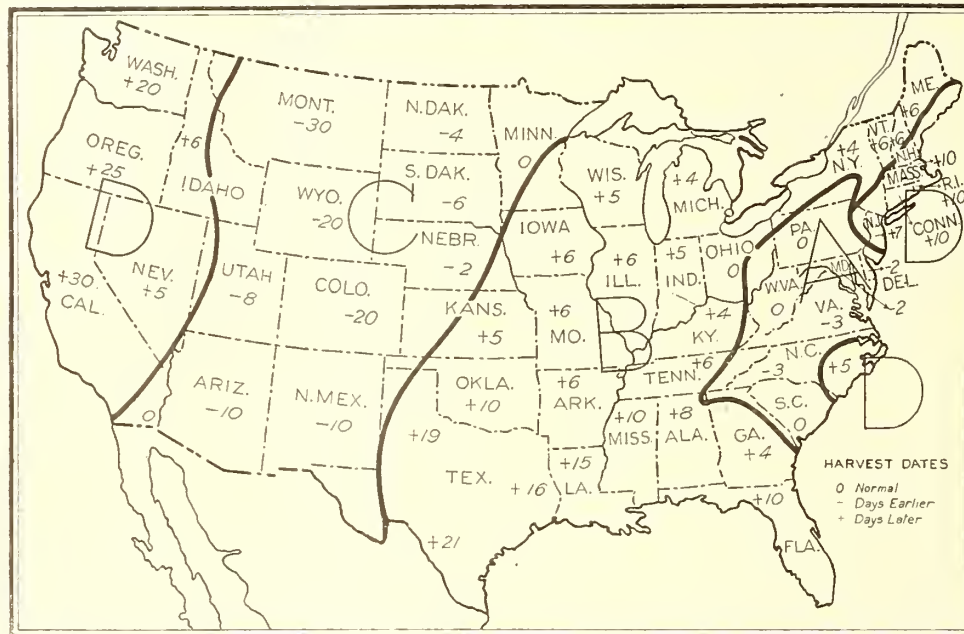 WASH.
+20
OREG.
+25
+6
IDAHO
MONT.
-30
WYO.
-20
N.DAK.
-4
S.DAK.
-6
NEBR.
-2
MINN.
0
WIS.
+5
+4
MICH.
IOWA
+6
+6
ILL.
+5
IND.
OHIO
0
+4
KY.
D
C
B
A
D
D
+30
CAL.
NEV.
+5
UTAH
-8
COLO.
-20
KANS.
+5
+6
MO.
ARIZ.
-10
0
N.MEX.
-10
OKLA.
+10
+6
ARK.
+19
TEX.
+16
+21
+15
LA.
+10
MISS.
+8
ALA.
GA.
+4
+6
TENN.
N.C.
-3
+5
S.C.
0
+10
FLA.
W.VA.
0
VA.
-3
PA.
0
MD.
-2
DEL.
-2
N.J.
+7
+4
N.Y.
VT.
+6
+6
N.H.
ME.
+6
MASS.
+10
R.I.
+10
CONN.
+10
HARVEST DATES
0 Normal
- Days Earlier
+ Days Later